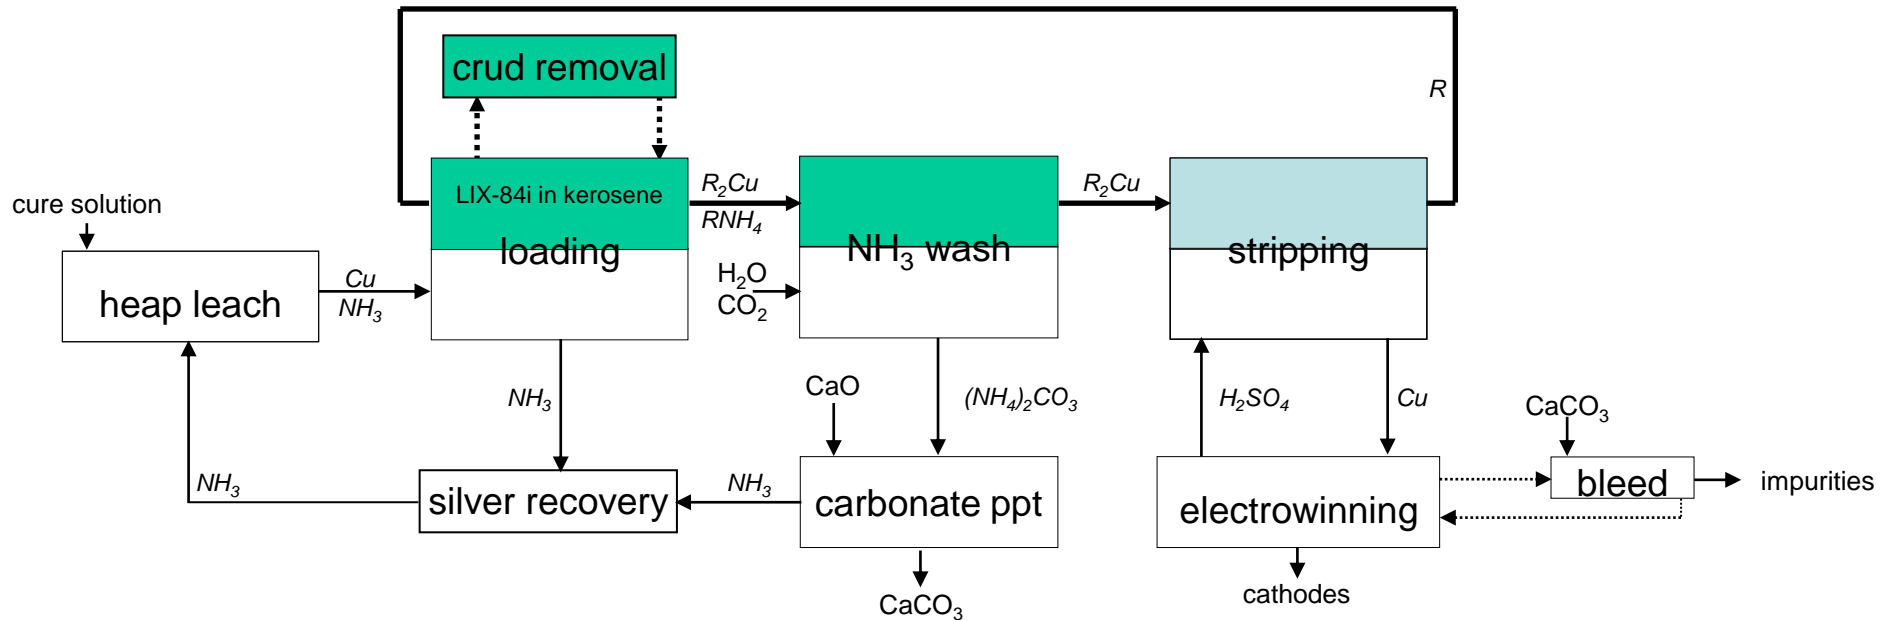 crud removal
R
LIX-84i in kerosene
loading
R₂Cu
RNH₄
NH₃ wash
R₂Cu
stripping
cure solution
heap leach
Cu
NH₃
H₂O
CO₂
NH₃
CaO
(NH₄)₂CO₃
H₂SO₄
Cu
CaCO₃
NH₃
silver recovery
NH₃
carbonate ppt
electrowinning
bleed
impurities
CaCO₃
cathodes